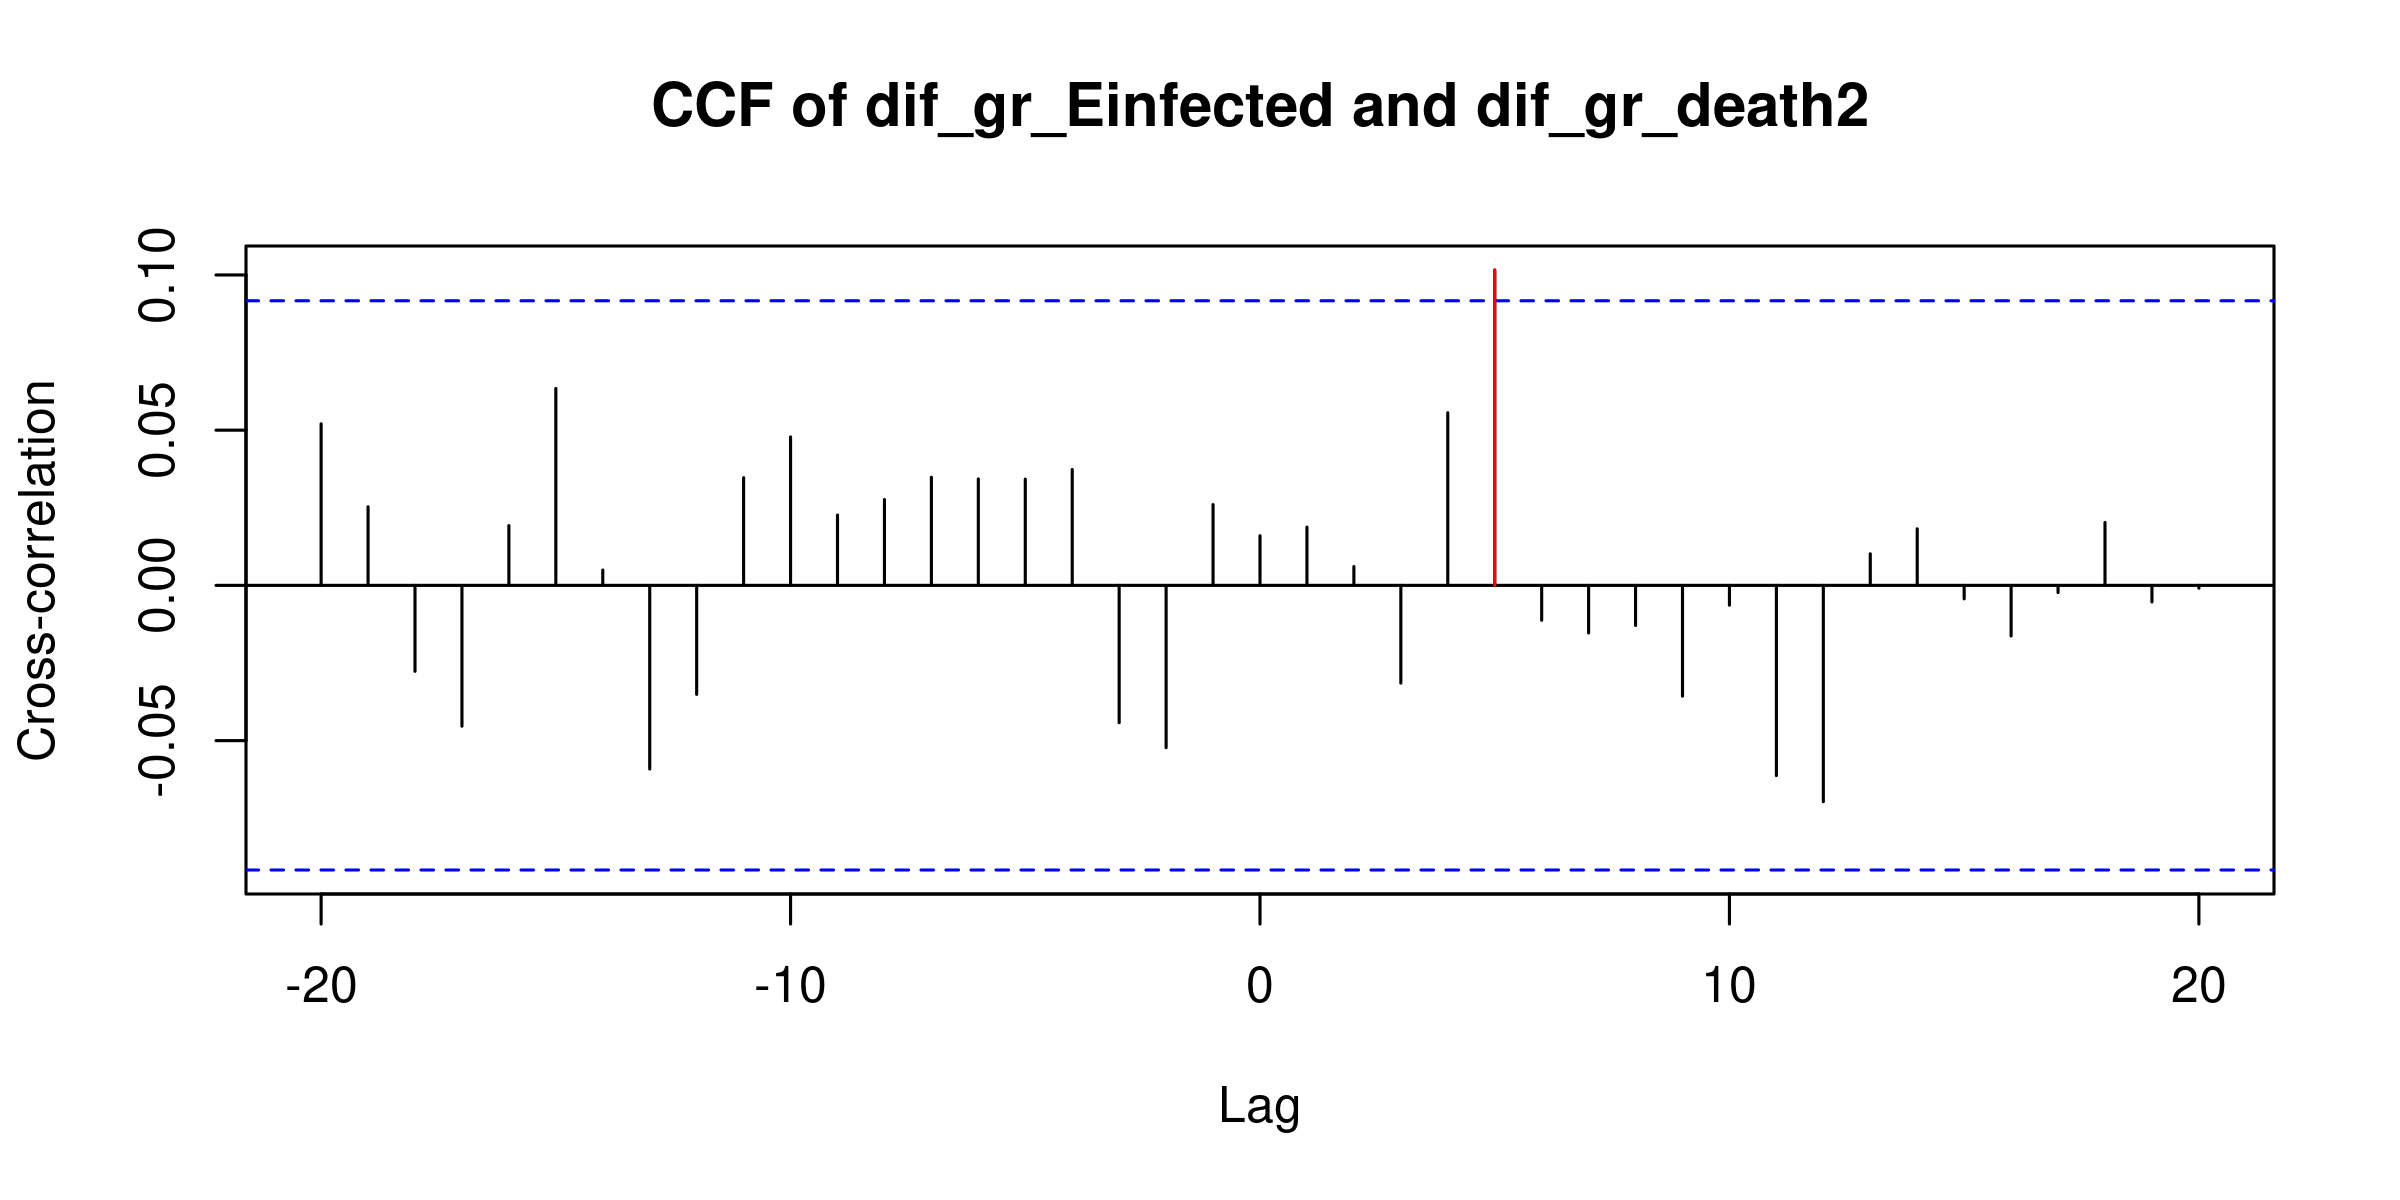 CCF of dif_gr_Einfected and dif_gr_death2
Cross-correlation
0.10
0.05
0.00
-0.05
-20 -10 0 10 20
Lag